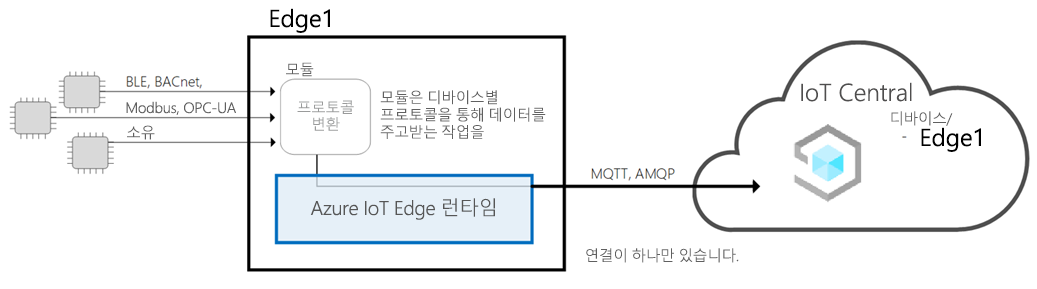 Edge1
모듈
BLE, BACnet,
Modbus, OPC-UA
소유
프로토콜
변환
모듈은 디바이스별
프로토콜을 통해 데이터를
주고받는 작업을
Azure IoT Edge 런타임
MQTT, AMQP
연결이 하나만 있습니다.
IoT Central
디바이스/
- Edge1